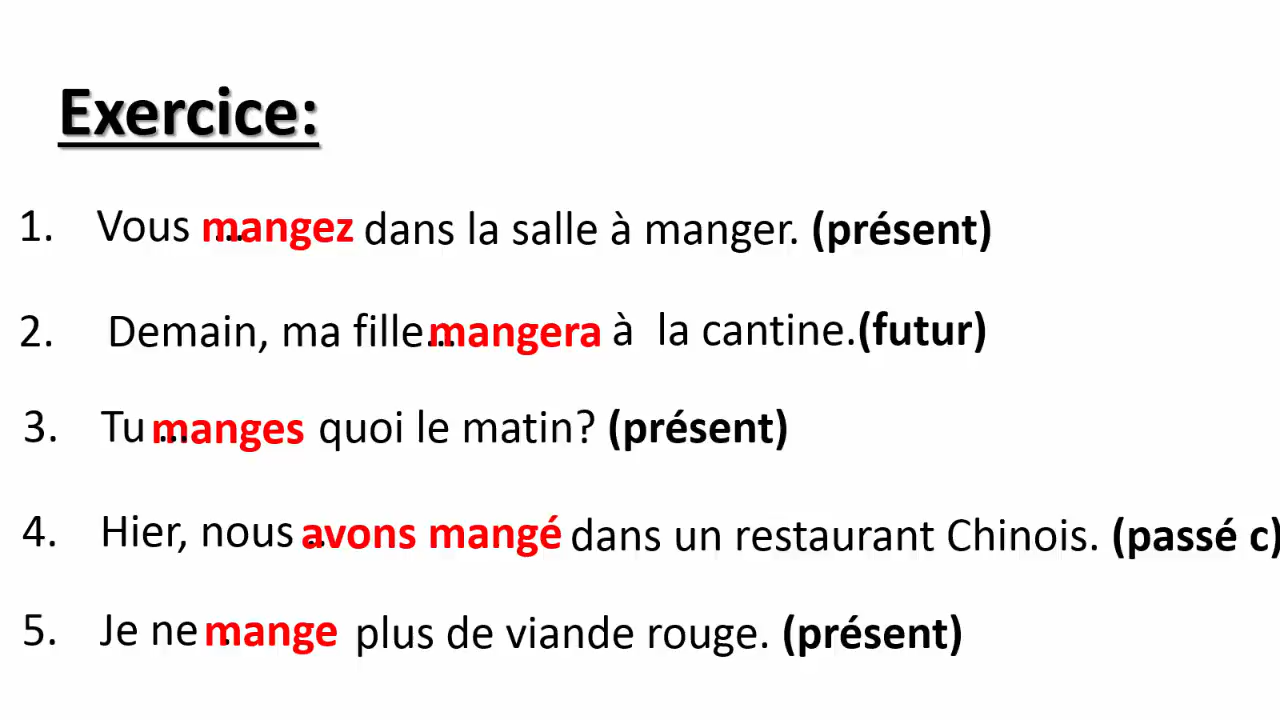 Exercice:
1. Vous mangez dans la salle à manger. (présent)
2. Demain, ma fille...mangera à la cantine.(futur)
3. Tu ...manges quoi le matin? (présent)
4. Hier, nous ..avons mangé dans un restaurant Chinois. (passé c)
5. Je ne mange plus de viande rouge. (présent)